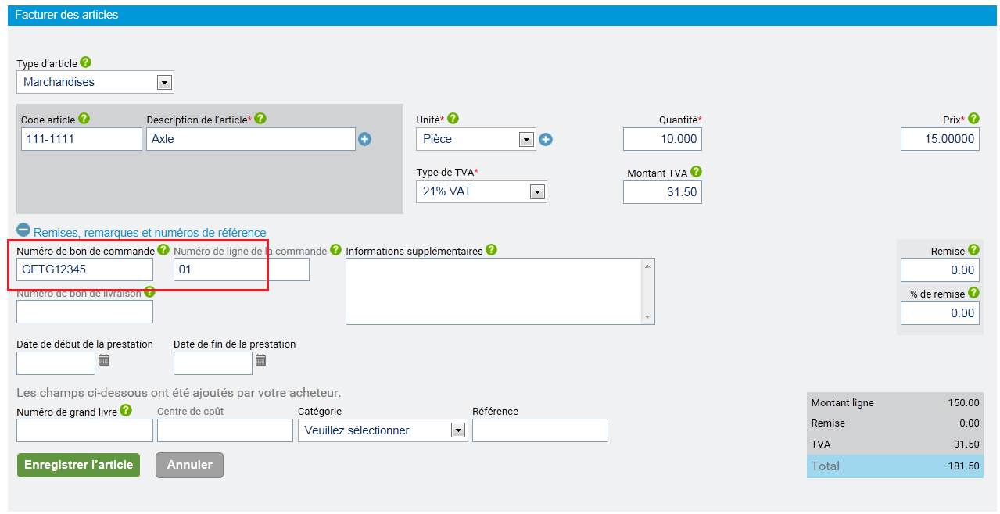 Facturer des articles
Type d'article
Marchandises
Code article Description de l'article* Unité* Quantité* Prix*
111-1111 Axle Pièce 10.000 15.00000
Type de TVA* Montant TVA
21% VAT 31.50
Remises, remarques et numéros de référence
Numéro de bon de commande Numéro de ligne de la commande Informations supplémentaires Remise
GETG12345 01 0.00
Numéro de bon de livraison % de remise
0.00
Date de début de la prestation Date de fin de la prestation
Les champs ci-dessous ont été ajoutés par votre acheteur.
Numéro de grand livre Centre de coût Catégorie Référence
Veuillez sélectionner
Enregistrer l'article Annuler
Montant ligne 150.00
Remise 0.00
TVA 31.50
Total 181.50